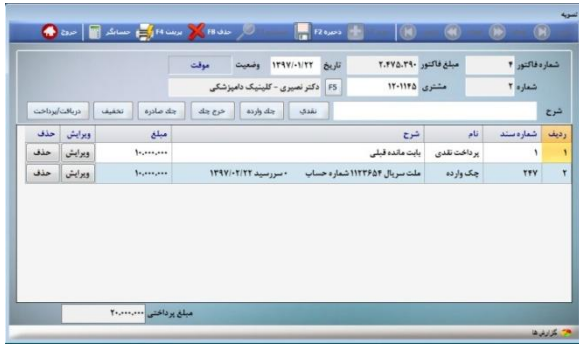 تسویه
ذخیره F2 حذف F8 پرینت F4 حسابگر خروج
شماره فاکتور ۴ مبلغ فاکتور ۲.۴۷۵.۳۹۰ تاریخ ۱۳۹۷/۰۱/۲۲ وضعیت موقت
شماره ۲ مشتری ۱۲۰۱۱۴۵ F5 دکتر نصیری - کلینیک دامپزشکی
شرح نقدی چک وارده خرج چک چک صادره تخفیف دریافت/پرداخت
ردیف شماره سند نام شرح مبلغ ویرایش حذف
۱ ۱ پرداخت نقدی بابت مانده قبلی ۱۰.۰۰۰.۰۰۰ ویرایش حذف
۲ ۲۴۷ چک وارده ملت سریال ۱۱۲۳۶۵۴ شماره حساب ۰ سررسید ۱۳۹۷/۰۲/۲۲ ۱۰.۰۰۰.۰۰۰ ویرایش حذف
مبلغ پرداختی ۲۰.۰۰۰.۰۰۰
گزارش ها